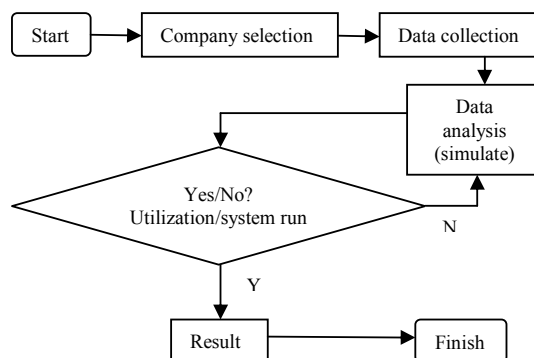 Start
Company selection
Data collection
Data
analysis
(simulate)
Yes/No?
Utilization/system run
N
Y
Result
Finish